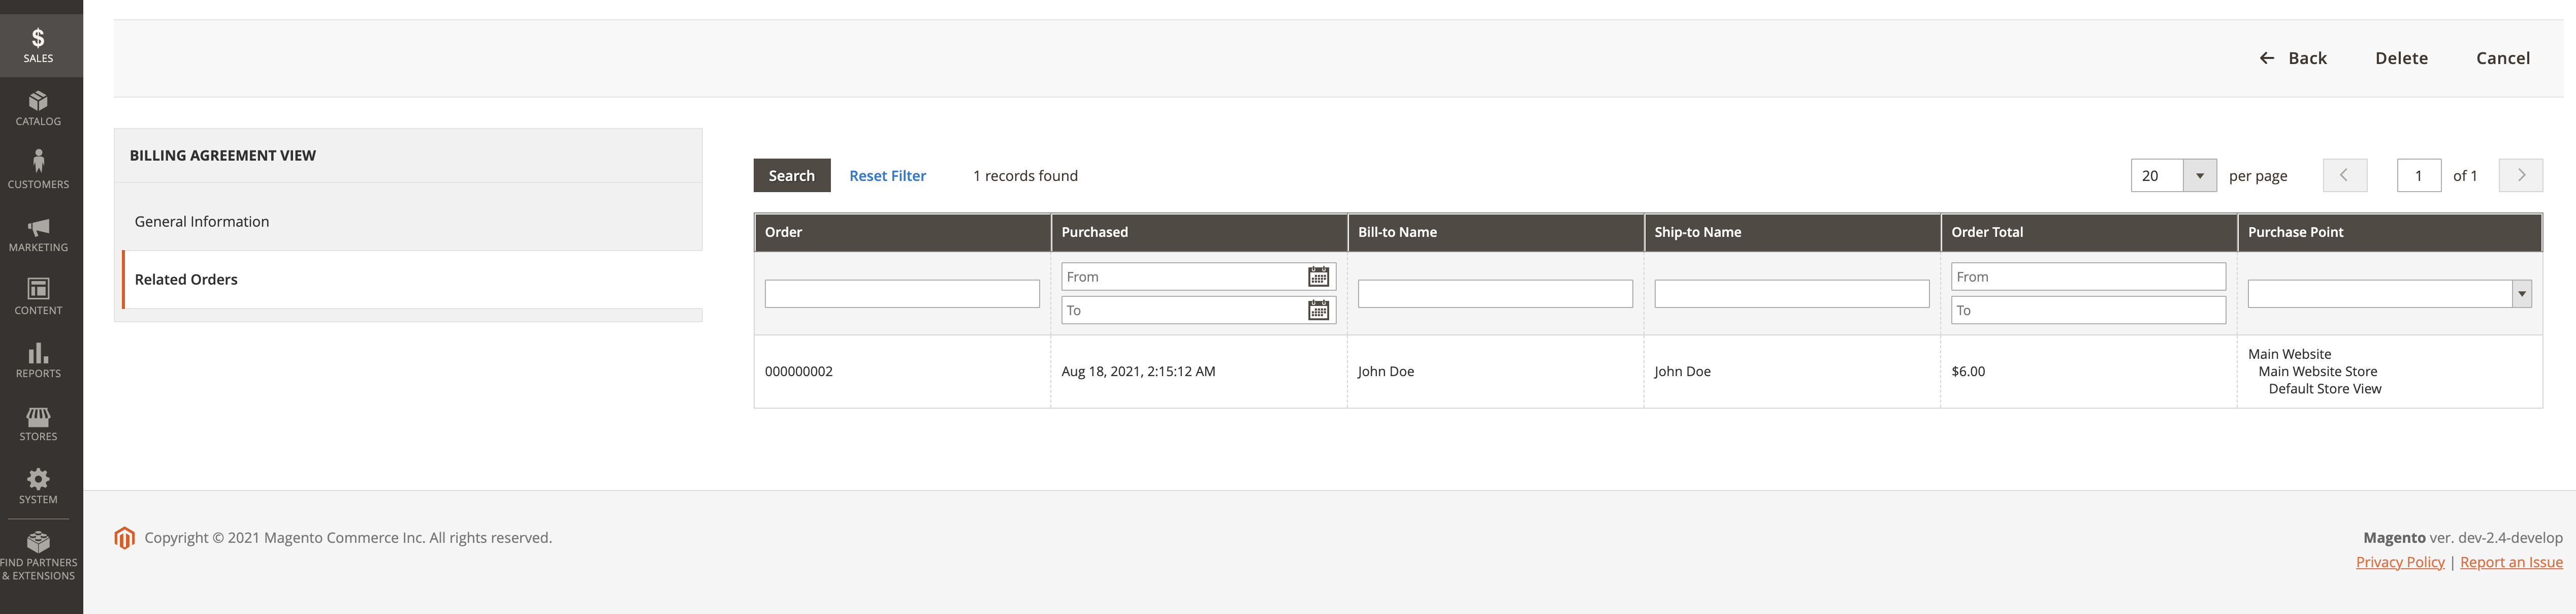 SALES
CATALOG
CUSTOMERS
MARKETING
CONTENT
REPORTS
STORES
SYSTEM
FIND PARTNERS
& EXTENSIONS
Back Delete Cancel
BILLING AGREEMENT VIEW
General Information
Related Orders
Search Reset Filter 1 records found 20 per page 1 of 1
Order Purchased Bill-to Name Ship-to Name Order Total Purchase Point
From From
To To
000000002 Aug 18, 2021, 2:15:12 AM John Doe John Doe $6.00 Main Website
Main Website Store
Default Store View
Copyright © 2021 Magento Commerce Inc. All rights reserved.
Magento ver. dev-2.4-develop
Privacy Policy | Report an Issue